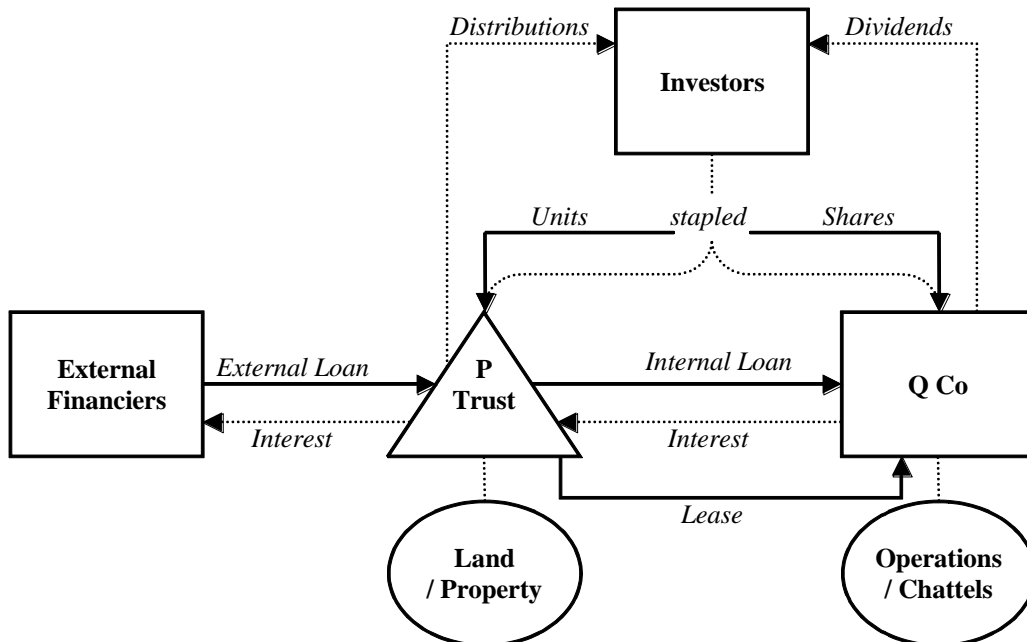 Distributions
Dividends
Investors
Units
stapled
Shares
External
Financiers
External Loan
Interest
P
Trust
Internal Loan
Interest
Q Co
Lease
Land
/ Property
Operations
/ Chattels